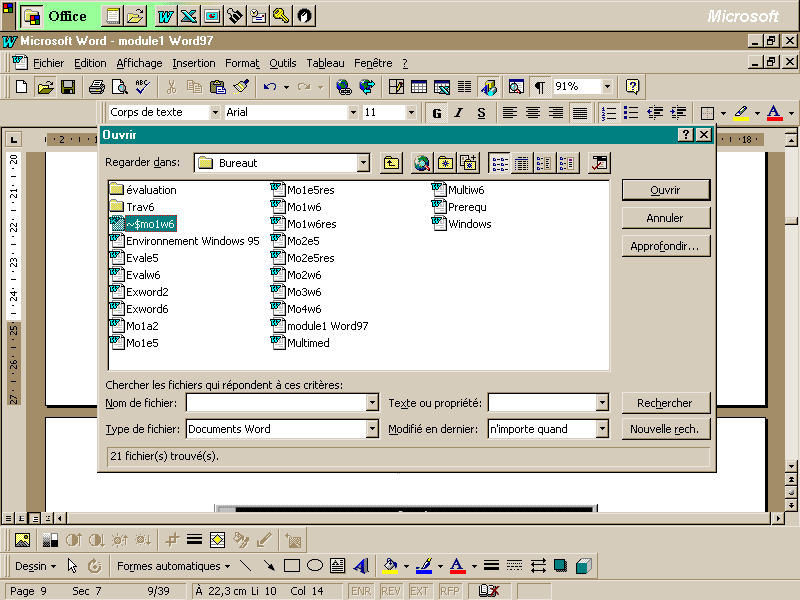 Office
Microsoft
Microsoft Word - module1 Word97
Fichier Edition Affichage Insertion Format Outils Tableau Fenêtre ?
91%
Corps de texte Arial 11 G I S
Ouvrir
Regarder dans: Bureaut
évaluation
Trav6
~$mo1w6
Environnement Windows 95
Evale5
Evalw6
Exword2
Exword6
Mo1a2
Mo1e5
Mo1e5res
Mo1w6
Mo1w6res
Mo2e5
Mo2e5res
Mo2w6
Mo3w6
Mo4w6
module1 Word97
Multimed
Multiw6
Prerequ
Windows
Ouvrir
Annuler
Approfondir...
Chercher les fichiers qui répondent à ces critères:
Nom de fichier: Texte ou propriété: Rechercher
Type de fichier: Documents Word Modifié en dernier: n'importe quand Nouvelle rech.
21 fichier(s) trouvé(s).
Dessin Formes automatiques
Page 9 Sec 7 9/39 À 22,3 cm Li 10 Col 14 ENR REV EXT RFP